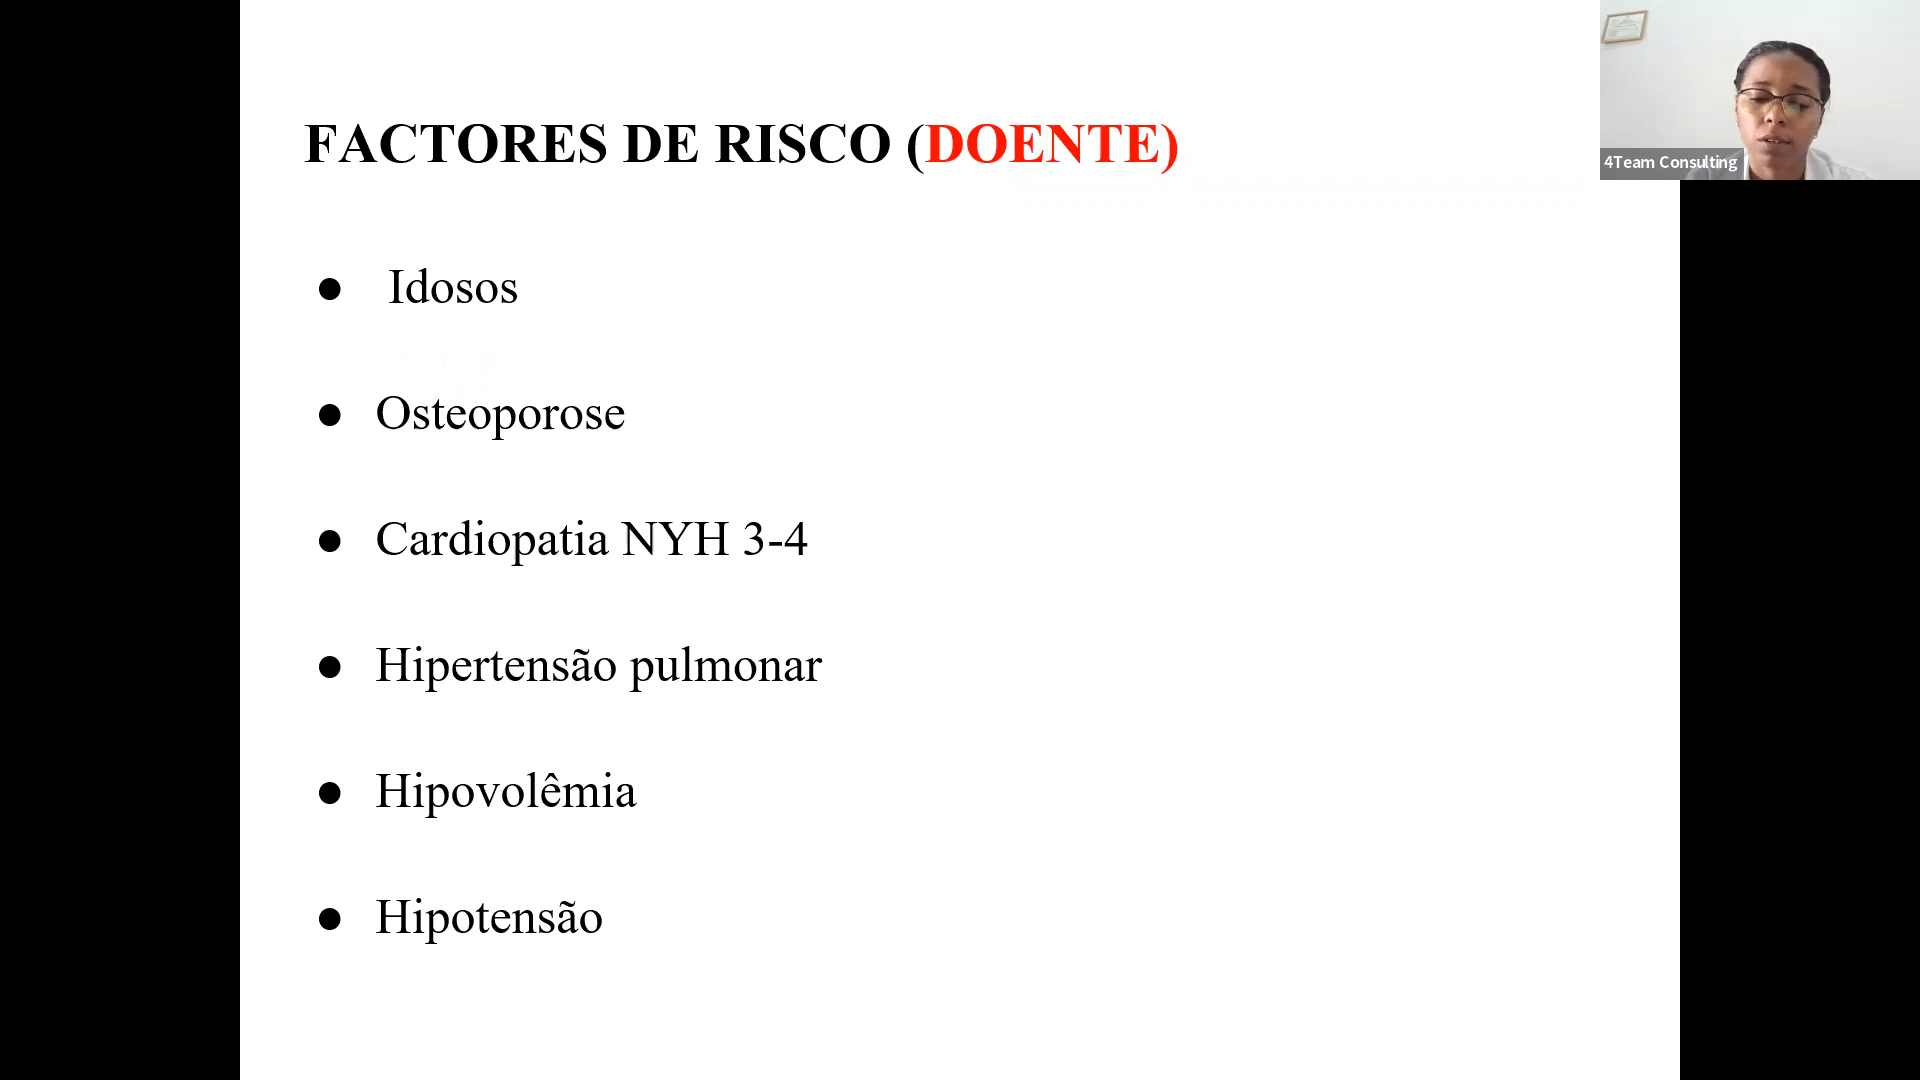 FACTORES DE RISCO (DOENTE)
● Idosos
● Osteoporose
● Cardiopatia NYH 3-4
● Hipertensão pulmonar
● Hipovolêmia
● Hipotensão
4Team Consulting